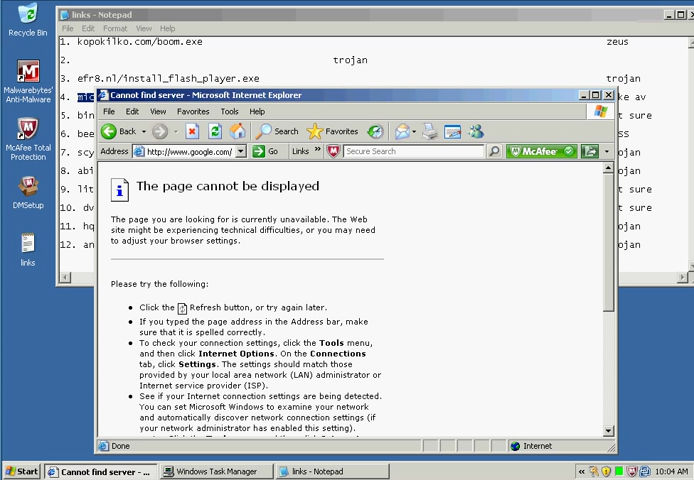 Recycle Bin
Malwarebytes'
Anti-Malware
McAfee Total
Protection
DMSetup
links
links - Notepad
File Edit Format View Help
1. kopokilko.com/boom.exe zeus
2. trojan
3. efr8.nl/install_flash_player.exe trojan
4. mic ke av
5. bin t sure
6. bee SS
7. scy ojan
8. abi t sure
9. lit t sure
10. dv ojan
11. hq ojan
12. an ojan
Cannot find server - Microsoft Internet Explorer
File Edit View Favorites Tools Help
Back Search Favorites
Address http://www.google.com/ Go Links » Secure Search McAfee
The page cannot be displayed
The page you are looking for is currently unavailable. The Web
site might be experiencing technical difficulties, or you may need
to adjust your browser settings.
Please try the following:
Click the Refresh button, or try again later.
If you typed the page address in the Address bar, make
sure that it is spelled correctly.
To check your connection settings, click the Tools menu,
and then click Internet Options. On the Connections
tab, click Settings. The settings should match those
provided by your local area network (LAN) administrator or
Internet service provider (ISP).
See if your Internet connection settings are being detected.
You can set Microsoft Windows to examine your network
and automatically discover network connection settings (if
your network administrator has enabled this setting).
Done Internet
Start Cannot find server - ... Windows Task Manager links - Notepad « 10:04 AM